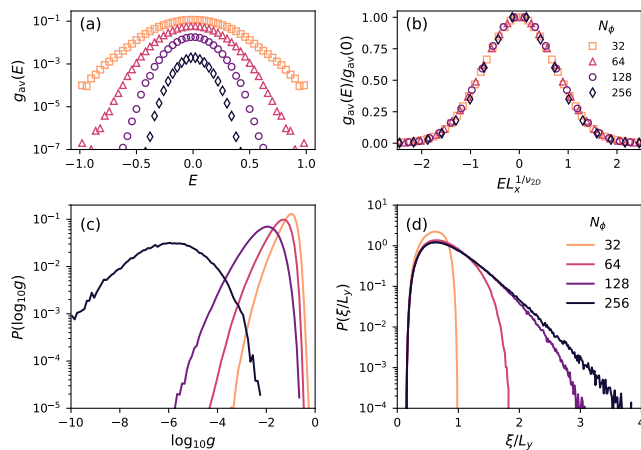 (a)
g_av(E)
10^−1
10^−3
10^−5
10^−7
−1.0 −0.5 0.0 0.5 1.0
E
(b)
g_av(E)/g_av(0)
1.00
0.75
0.50
0.25
0.00
−2 −1 0 1 2
EL_x^{1/ν_2D}
N_ϕ
32
64
128
256
(c)
P(log₁₀g)
10^−1
10^−2
10^−3
10^−4
10^−5
−10 −8 −6 −4 −2 0
log₁₀g
(d)
P(ξ/L_y)
10^1
10^0
10^−1
10^−2
10^−3
10^−4
0 1 2 3 4
ξ/L_y
N_ϕ
32
64
128
256